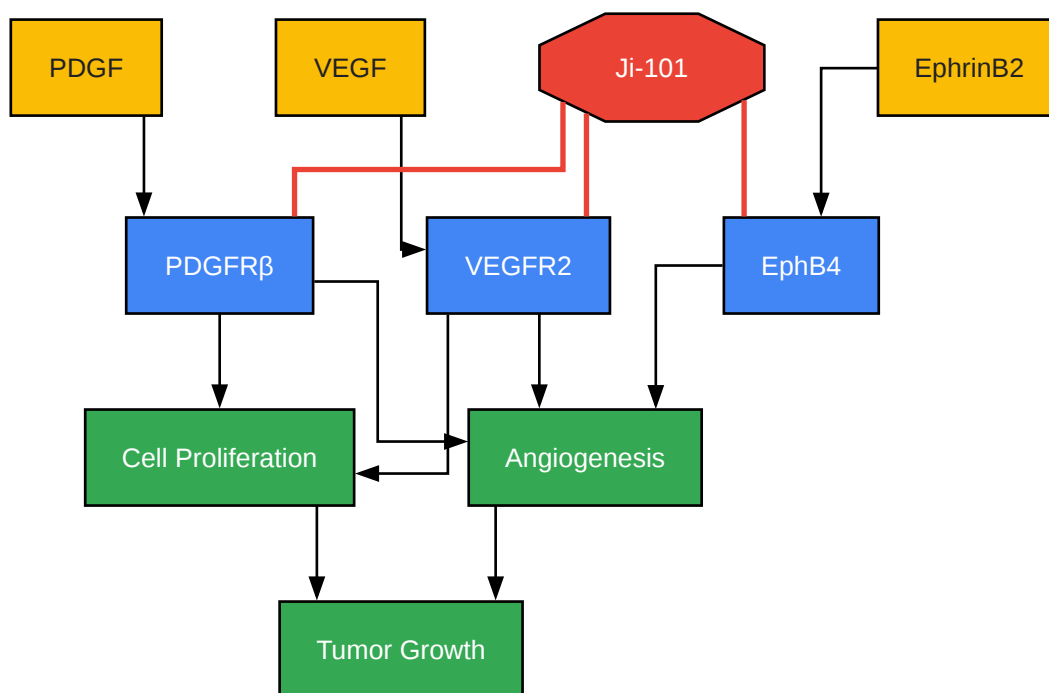 PDGF
VEGF
Ji-101
EphrinB2
PDGFRβ
VEGFR2
EphB4
Cell Proliferation
Angiogenesis
Tumor Growth